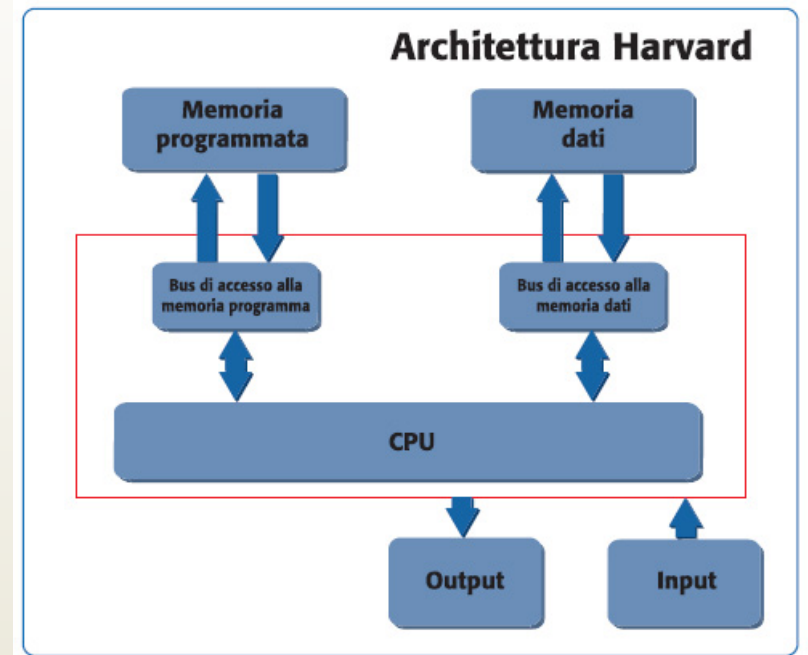 Architettura Harvard
Memoria
programmata
Memoria
dati
Bus di accesso alla
memoria programma
Bus di accesso alla
memoria dati
CPU
Output
Input